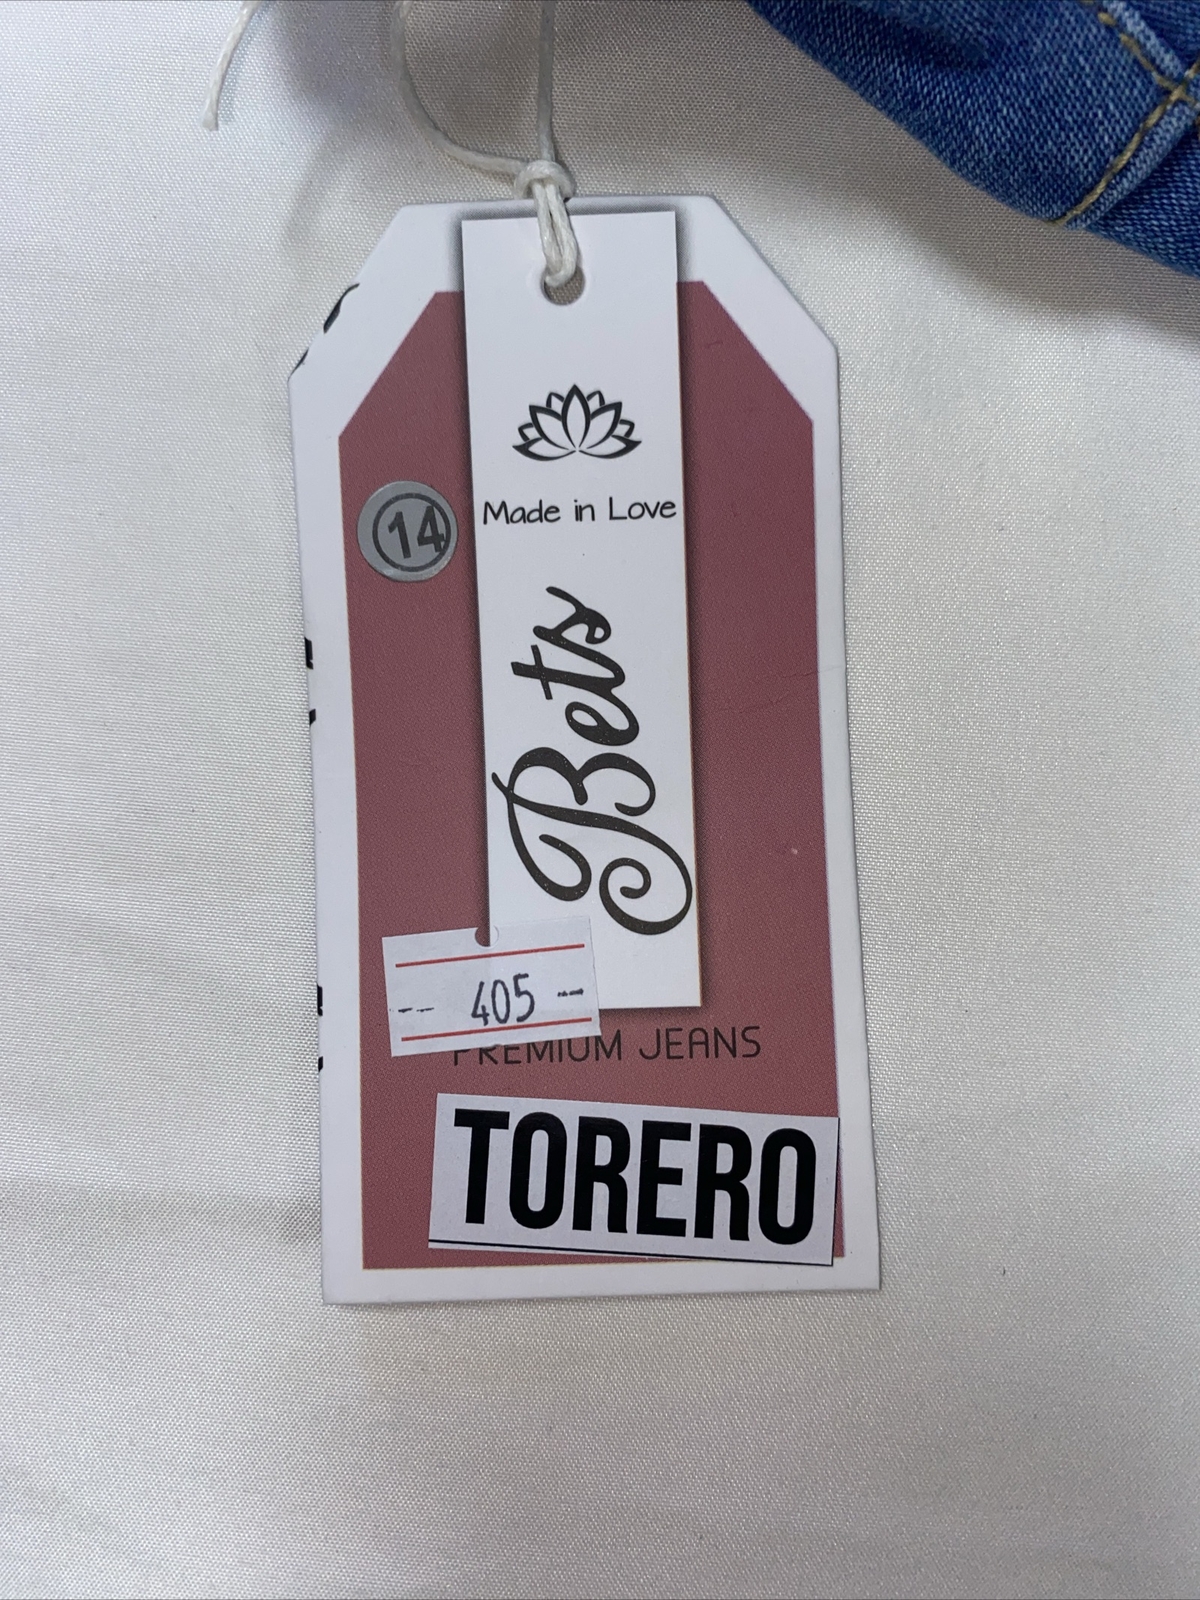 14
Made in Love
Bets
-- 405 --
PREMIUM JEANS
TORERO